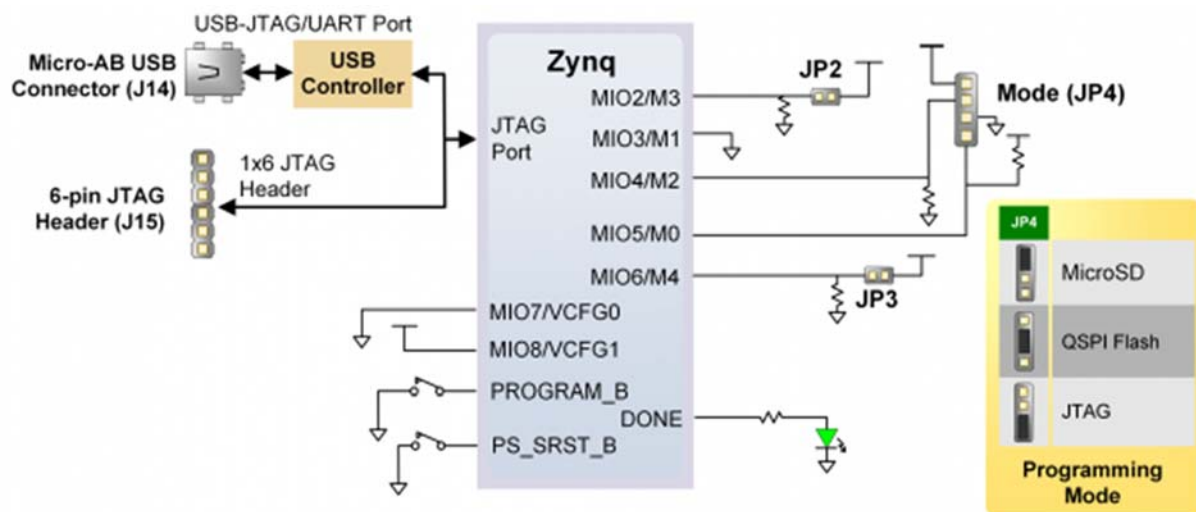 USB-JTAG/UART Port
Micro-AB USB
Connector (J14)
USB
Controller
1x6 JTAG
Header
6-pin JTAG
Header (J15)
Zynq
JTAG
Port
MIO2/M3
MIO3/M1
MIO4/M2
MIO5/M0
MIO6/M4
MIO7/VCFG0
MIO8/VCFG1
PROGRAM_B
DONE
PS_SRST_B
JP2
Mode (JP4)
JP3
JP4
MicroSD
QSPI Flash
JTAG
Programming
Mode